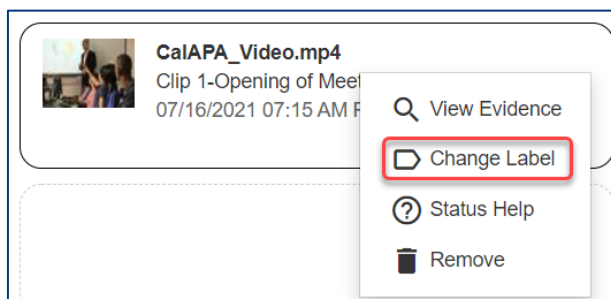 CalAPA_Video.mp4
Clip 1-Opening of Meet
07/16/2021 07:15 AM
View Evidence
Change Label
Status Help
Remove